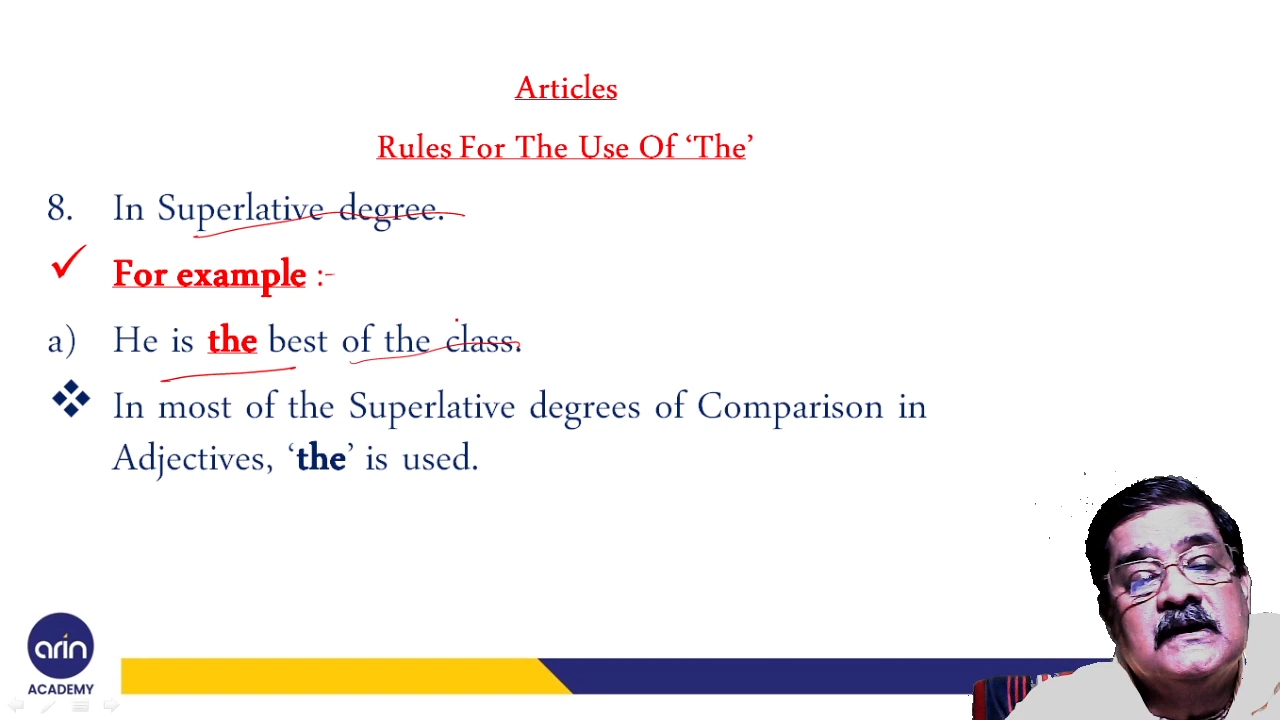 Articles
Rules For The Use Of ‘The’
8. In Superlative degree.
For example :-
a) He is the best of the class.
In most of the Superlative degrees of Comparison in
Adjectives, ‘the’ is used.
arin
ACADEMY